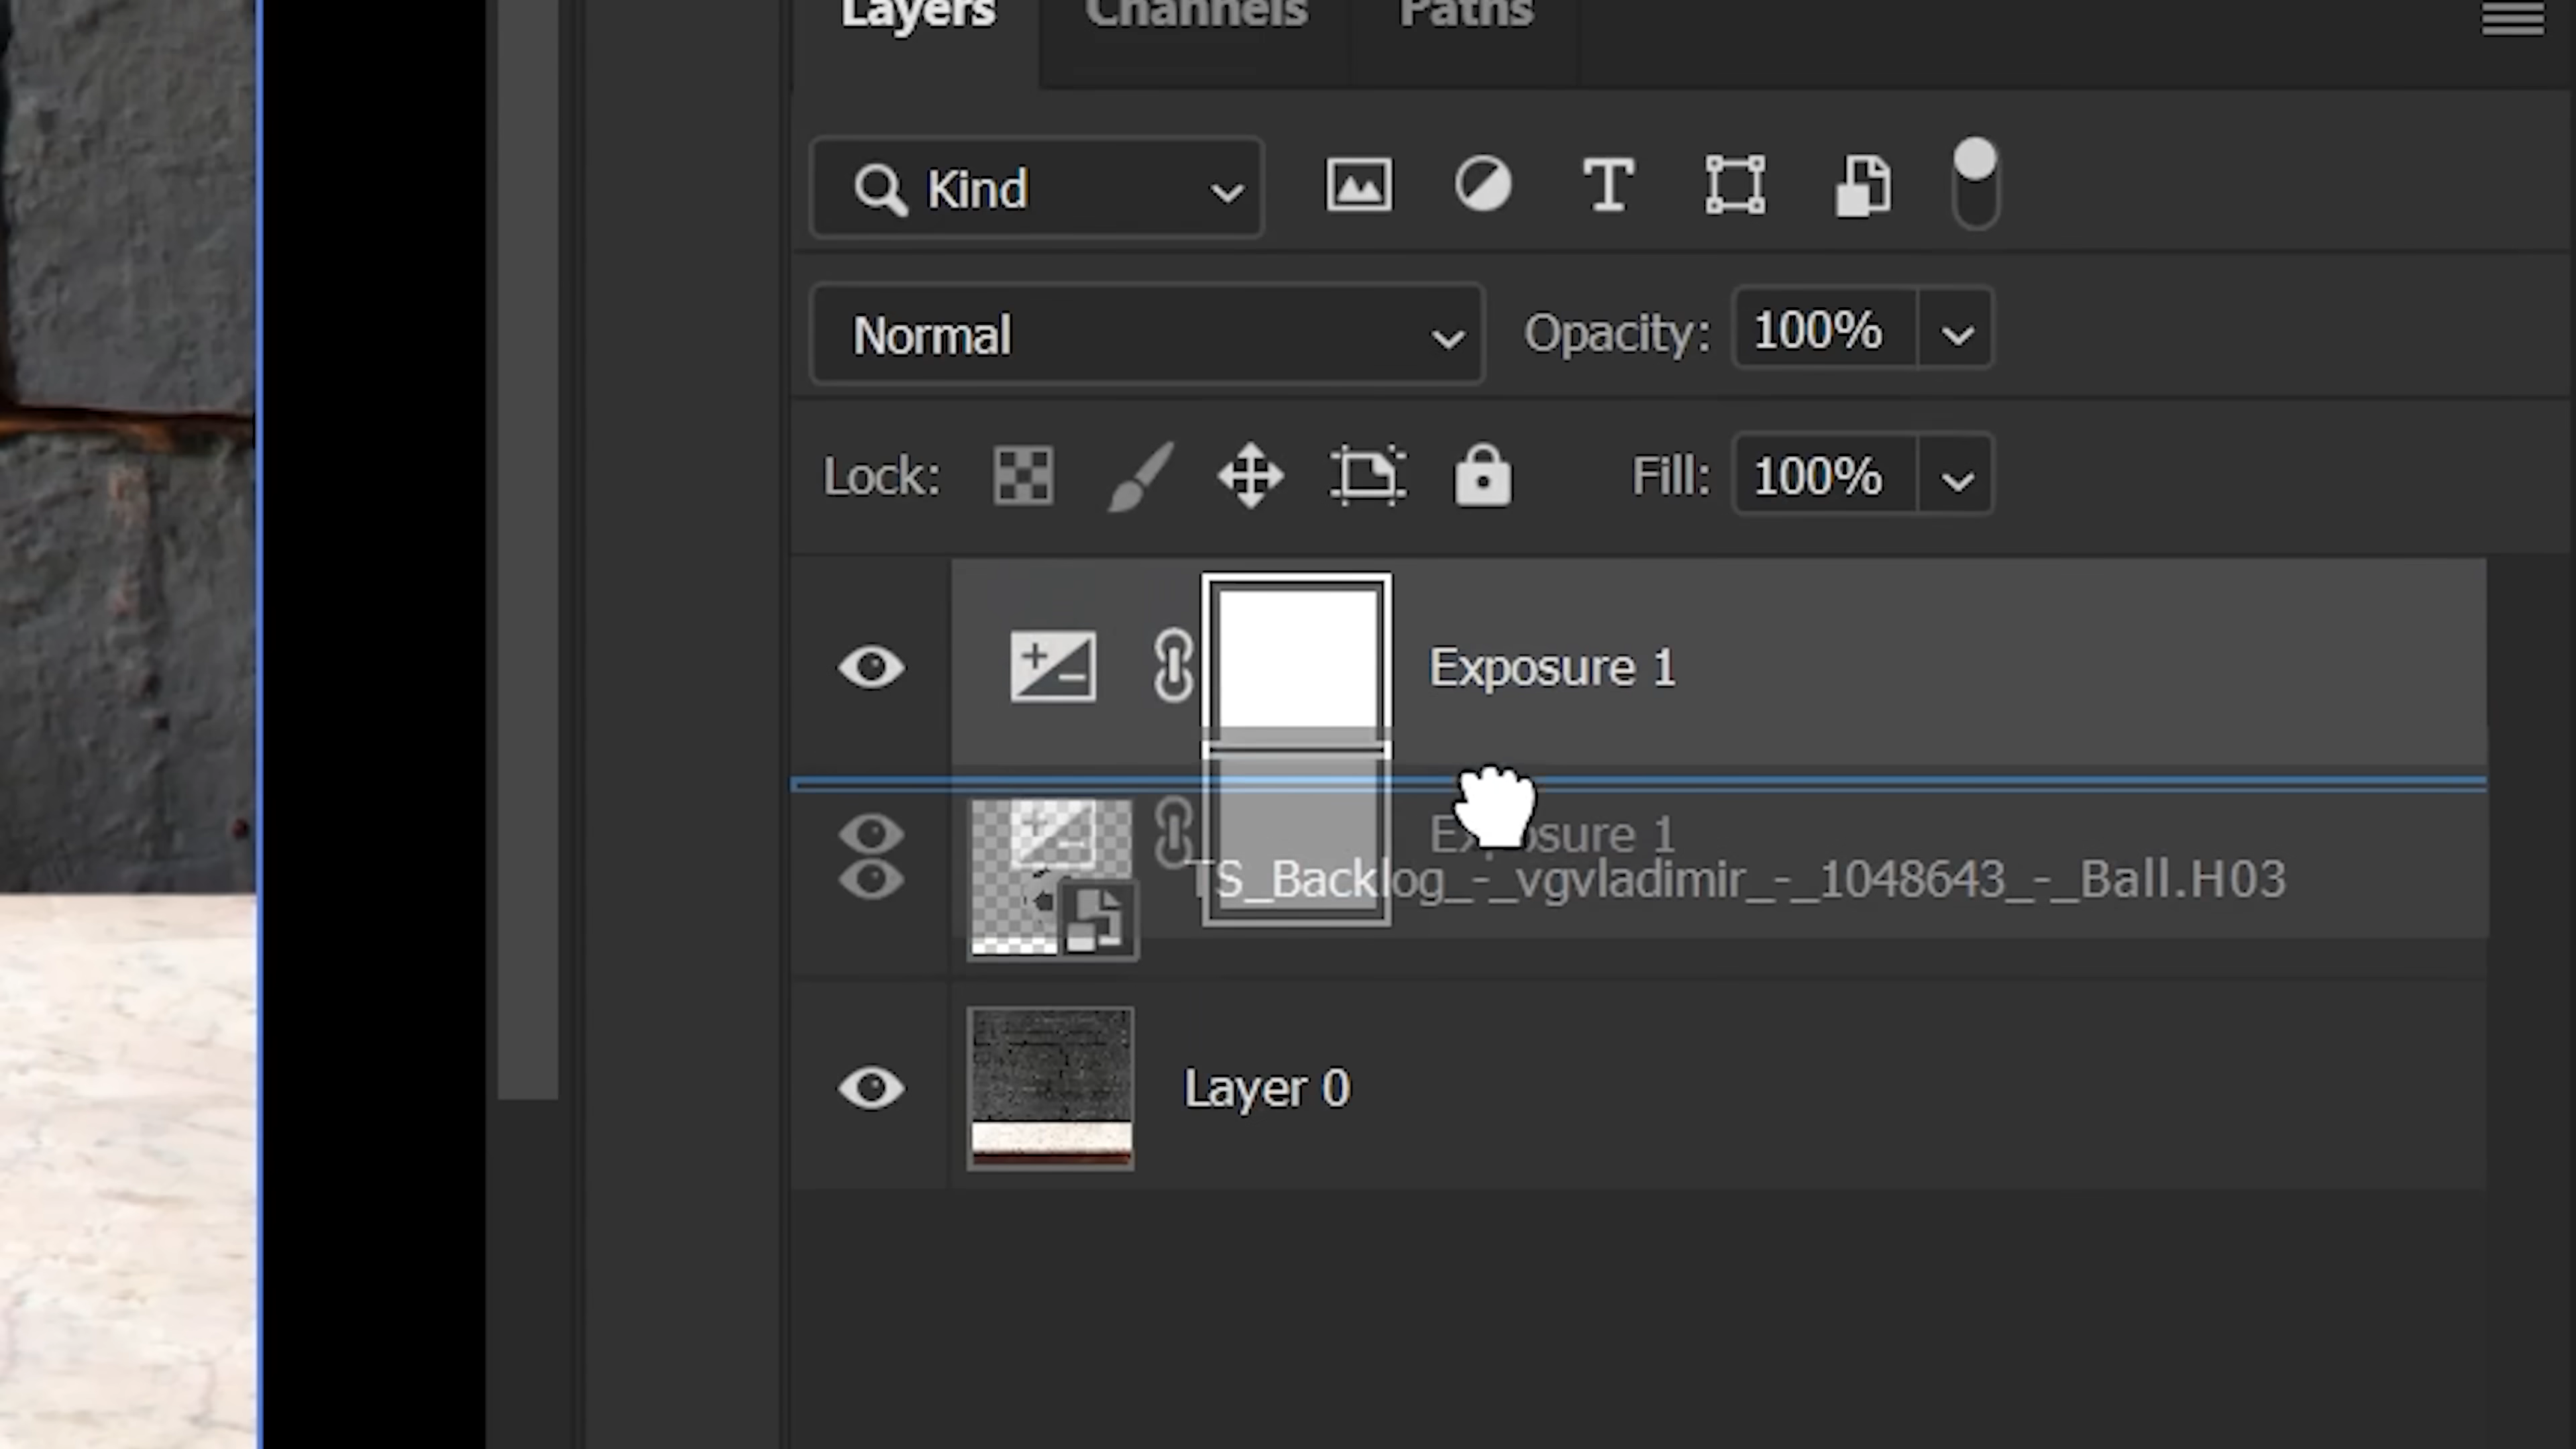 Layers Channels Paths
Kind
Normal Opacity: 100%
Lock: Fill: 100%
Exposure 1
Exposure 1
TS_Backlog_-_vgvladimir_-_1048643_-_Ball.H03
Layer 0